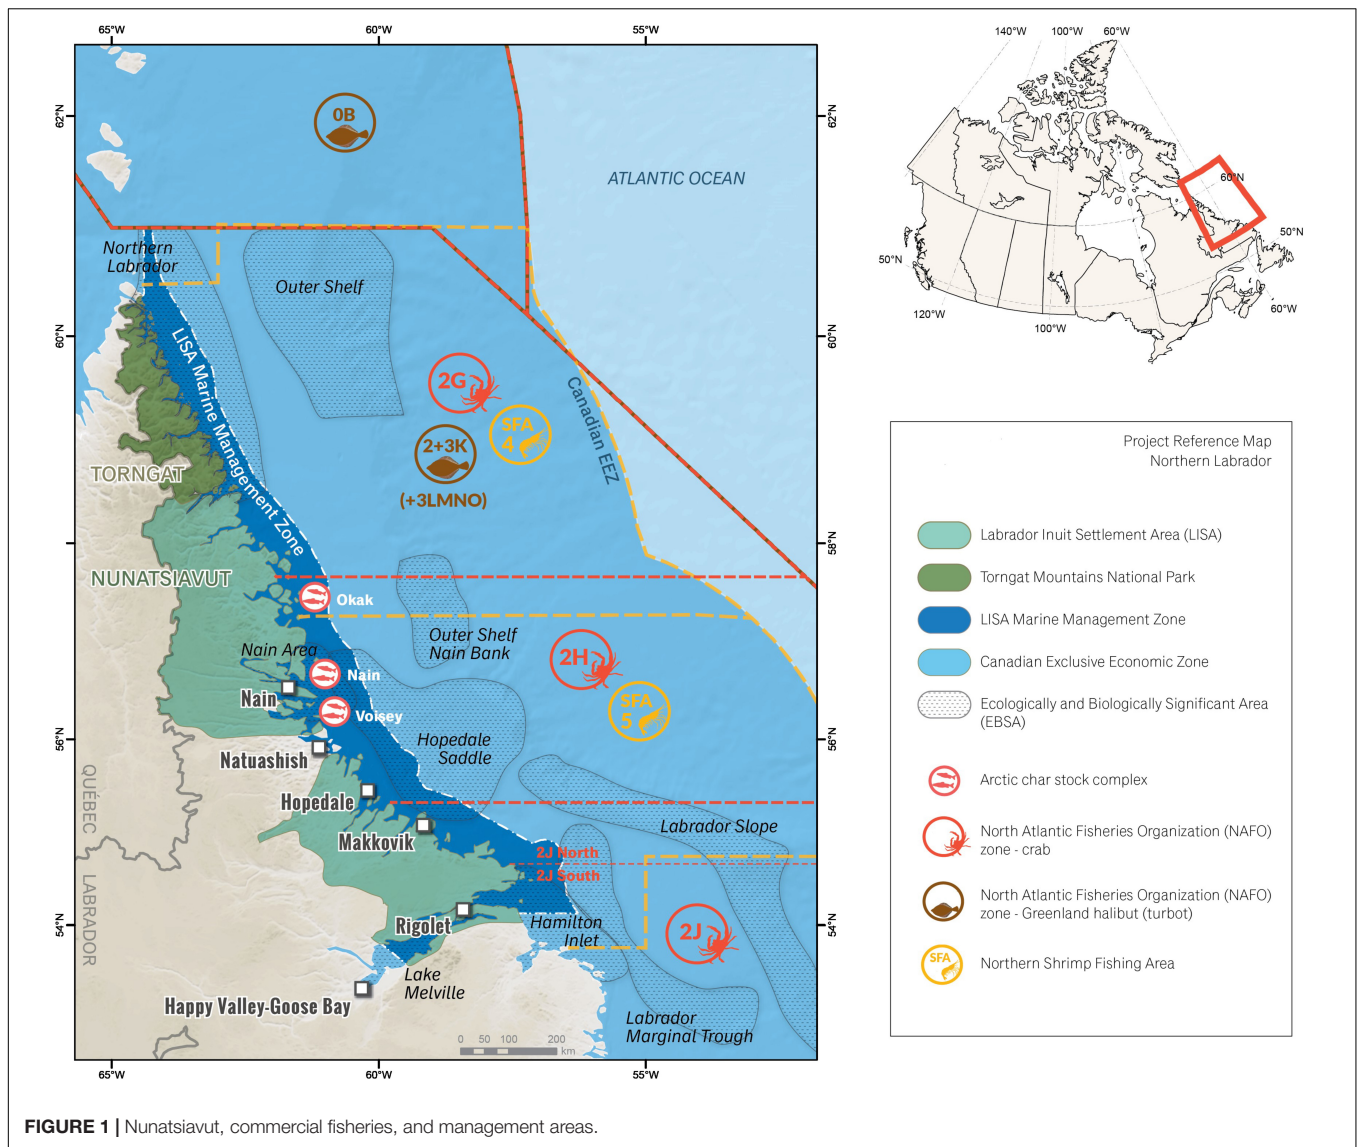 65°W
60°W
55°W
62°N
60°N
58°N
56°N
54°N
62°N
60°N
58°N
56°N
54°N
65°W
60°W
55°W
0B
ATLANTIC OCEAN
Northern
Labrador
Outer Shelf
LISA Marine Management Zone
2G
SFA
4
2+3K
(+3LMNO)
Canadian EEZ
TORNGAT
NUNATSIAVUT
Okak
Outer Shelf
Nain Bank
Nain Area
Nain
Nain
Voisey
2H
SFA
5
Natuashish
Hopedale
Saddle
Hopedale
Makkovik
Labrador Slope
2J North
2J South
QUÉBEC
LABRADOR
Rigolet
Hamilton
Inlet
2J
Lake
Melville
Happy Valley-Goose Bay
Labrador
Marginal Trough
0 50 100 200
km
140°W
100°W
60°W
60°N
50°N
50°N
60°W
120°W
100°W
Project Reference Map
Northern Labrador
Labrador Inuit Settlement Area (LISA)
Torngat Mountains National Park
LISA Marine Management Zone
Canadian Exclusive Economic Zone
Ecologically and Biologically Significant Area
(EBSA)
Arctic char stock complex
North Atlantic Fisheries Organization (NAFO)
zone - crab
North Atlantic Fisheries Organization (NAFO)
zone - Greenland halibut (turbot)
SFA
Northern Shrimp Fishing Area
FIGURE 1 | Nunatsiavut, commercial fisheries, and management areas.